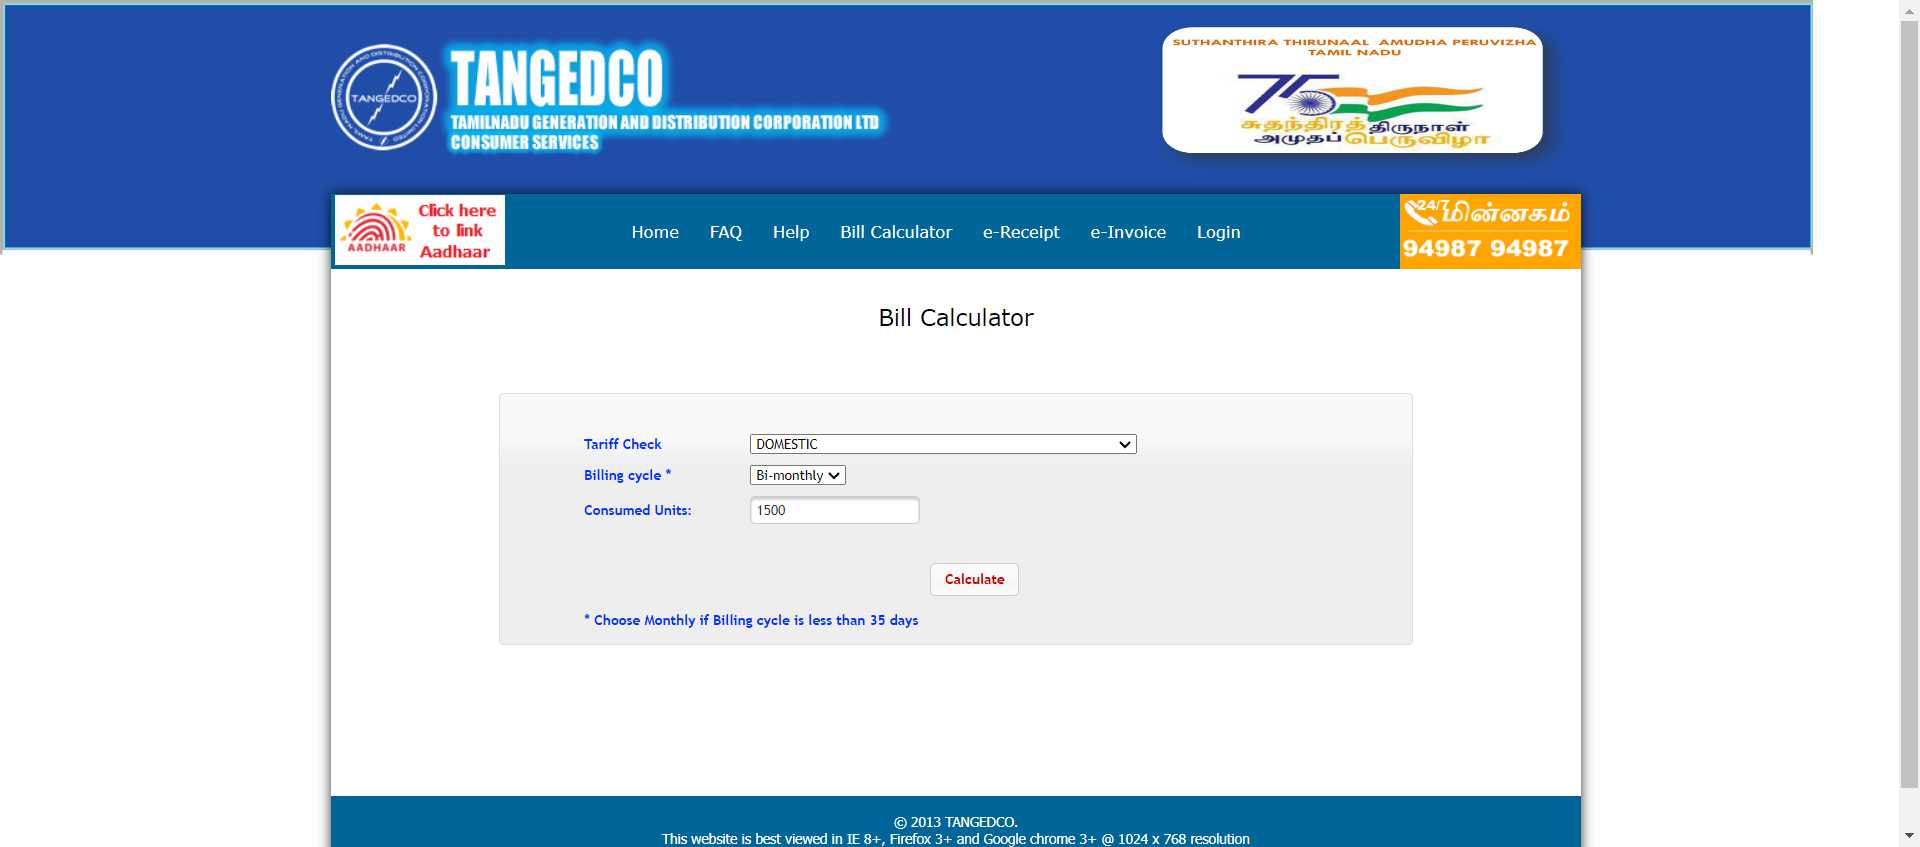 TANGEDCO
TANGEDCO
TAMILNADU GENERATION AND DISTRIBUTION CORPORATION LTD
CONSUMER SERVICES
SUTHANTHIRA THIRUNAAL AMUDHA PERUVIZHA
TAMIL NADU
75
சுதந்திரத்திருநாள்
அமுதப்பெருவிழா
AADHAAR
Click here
to link
Aadhaar
Home FAQ Help Bill Calculator e-Receipt e-Invoice Login
24/7 மின்னகம்
94987 94987
Bill Calculator
Tariff Check DOMESTIC
Billing cycle * Bi-monthly
Consumed Units: 1500
Calculate
* Choose Monthly if Billing cycle is less than 35 days
© 2013 TANGEDCO.
This website is best viewed in IE 8+, Firefox 3+ and Google chrome 3+ @ 1024 x 768 resolution